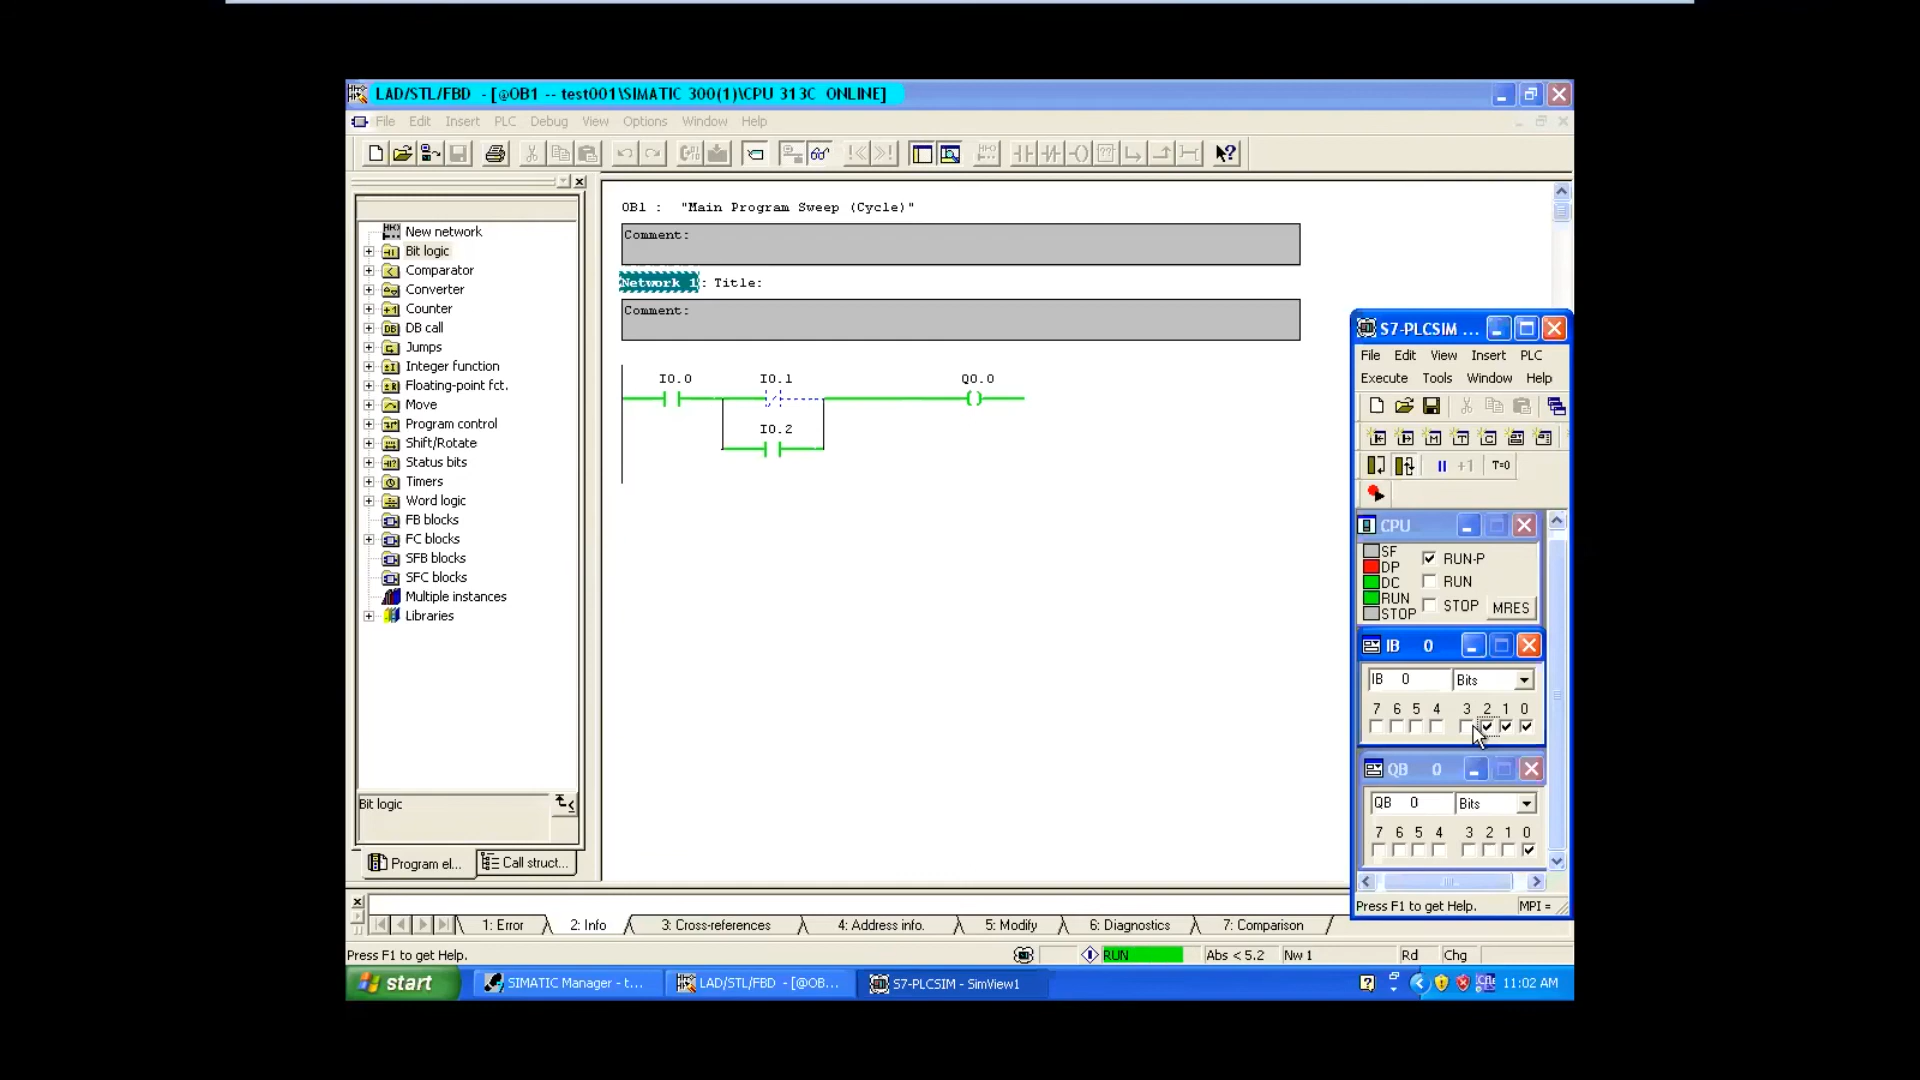 LAD/STL/FBD - [@OB1 -- test001\SIMATIC 300(1)\CPU 313C ONLINE]
File Edit Insert PLC Debug View Options Window Help
OB1 : "Main Program Sweep (Cycle)"
Comment:
Network 1: Title:
Comment:
I0.0 I0.1 Q0.0
I0.2
New network
Bit logic
Comparator
Converter
Counter
DB call
Jumps
Integer function
Floating-point fct.
Move
Program control
Shift/Rotate
Status bits
Timers
Word logic
FB blocks
FC blocks
SFB blocks
SFC blocks
Multiple instances
Libraries
Bit logic
Program el... Call struct...
S7-PLCSIM ...
File Edit View Insert PLC
Execute Tools Window Help
+1 T=0
CPU
SF
DP
DC
RUN
STOP
RUN-P
RUN
STOP MRES
IB 0
IB 0 Bits
7 6 5 4 3 2 1 0
QB 0
QB 0 Bits
7 6 5 4 3 2 1 0
Press F1 to get Help. MPI =
1: Error 2: Info 3: Cross-references 4: Address info. 5: Modify 6: Diagnostics 7: Comparison
Press F1 to get Help. RUN Abs < 5.2 Nw 1 Rd Chg
start SIMATIC Manager - t... LAD/STL/FBD - [@OB... S7-PLCSIM - SimView1 11:02 AM